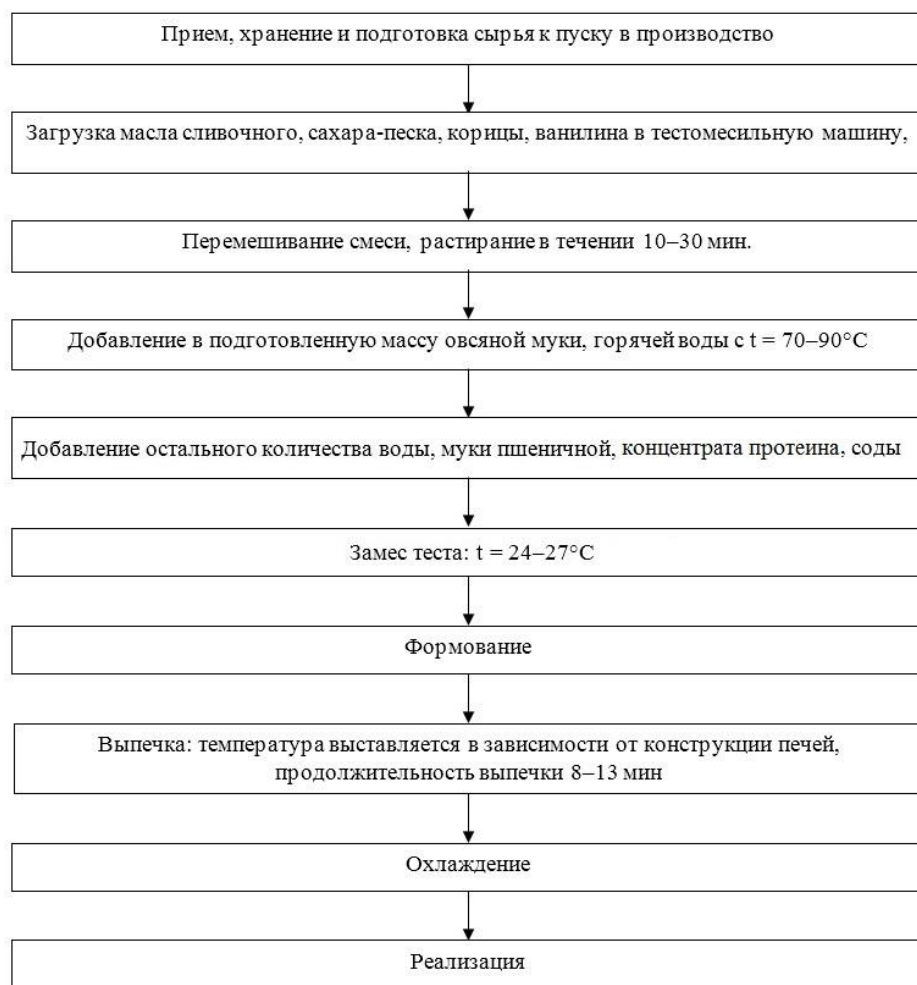 Прием, хранение и подготовка сырья к пуску в производство
Загрузка масла сливочного, сахара-песка, корицы, ванилина в тестомесильную машину,
Перемешивание смеси, растирание в течении 10–30 мин.
Добавление в подготовленную массу овсяной муки, горячей воды с t = 70–90°С
Добавление остального количества воды, муки пшеничной, концентрата протеина, соды
Замес теста: t = 24–27°С
Формование
Выпечка: температура выставляется в зависимости от конструкции печей,
продолжительность выпечки 8–13 мин
Охлаждение
Реализация